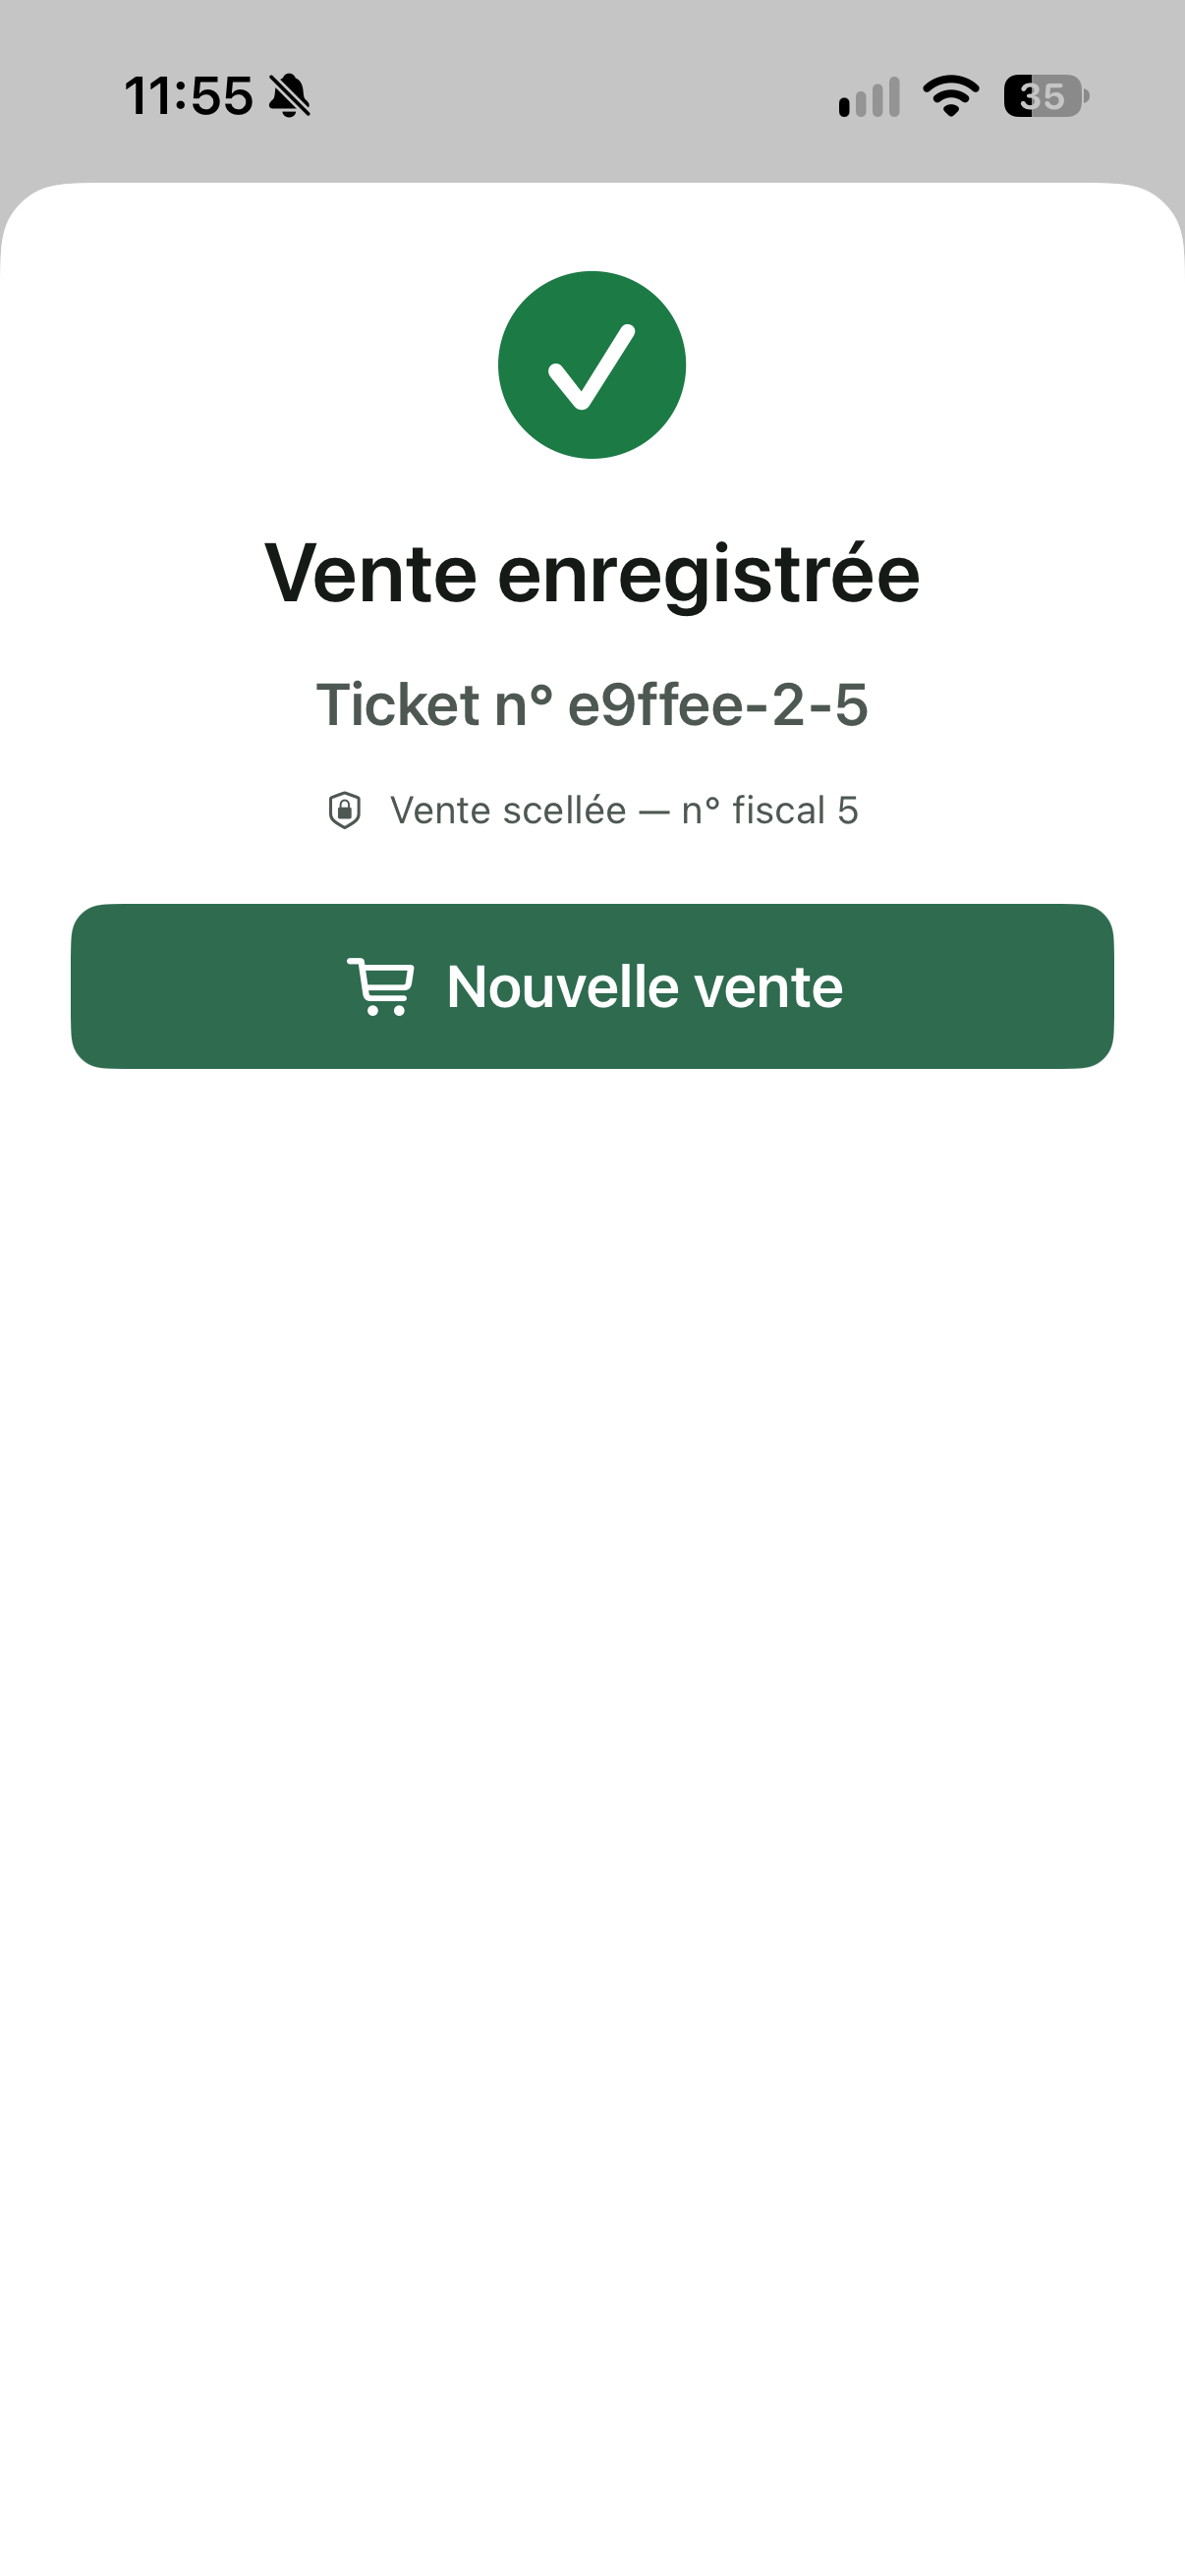 11:55
35
Vente enregistrée
Ticket n° e9ffee-2-5
Vente scellée — n° fiscal 5
Nouvelle vente